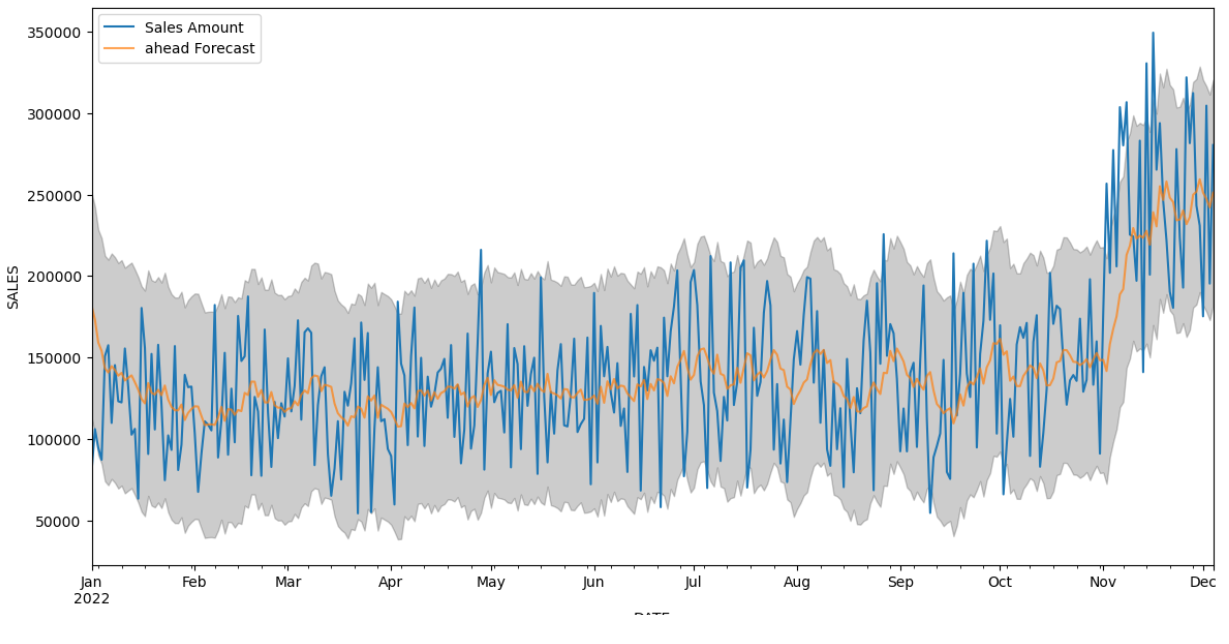 Sales Amount
ahead Forecast
SALES
350000
300000
250000
200000
150000
100000
50000
Jan
2022
Feb
Mar
Apr
May
Jun
Jul
Aug
Sep
Oct
Nov
Dec
DATE